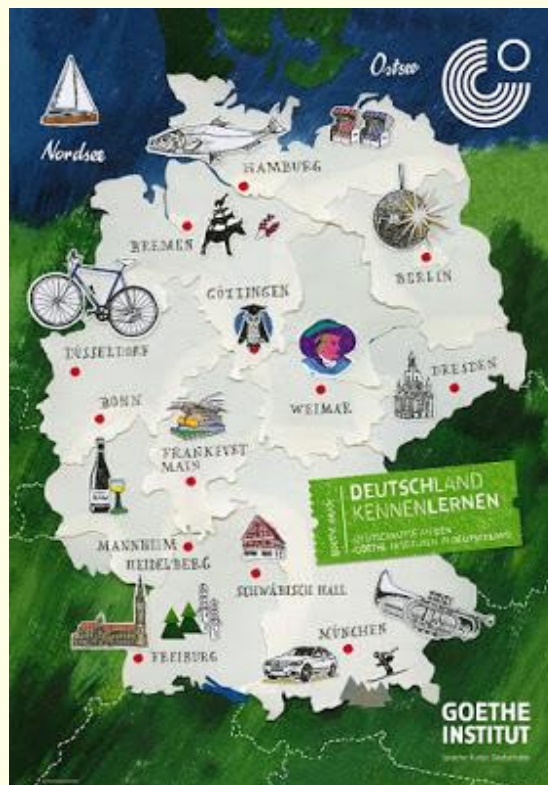 Ostsee
Nordsee
HAMBURG
BREMEN
BERLIN
GÖTTINGEN
DÜSSELDORF
DRESDEN
BONN
WEIMAR
FRANKFURT
MAIN
DEUTSCHLAND
KENNENLERNEN
MANNHEIM
HEIDELBERG
SCHWÄBISCH HALL
MÜNCHEN
FREIBURG
GOETHE
INSTITUT